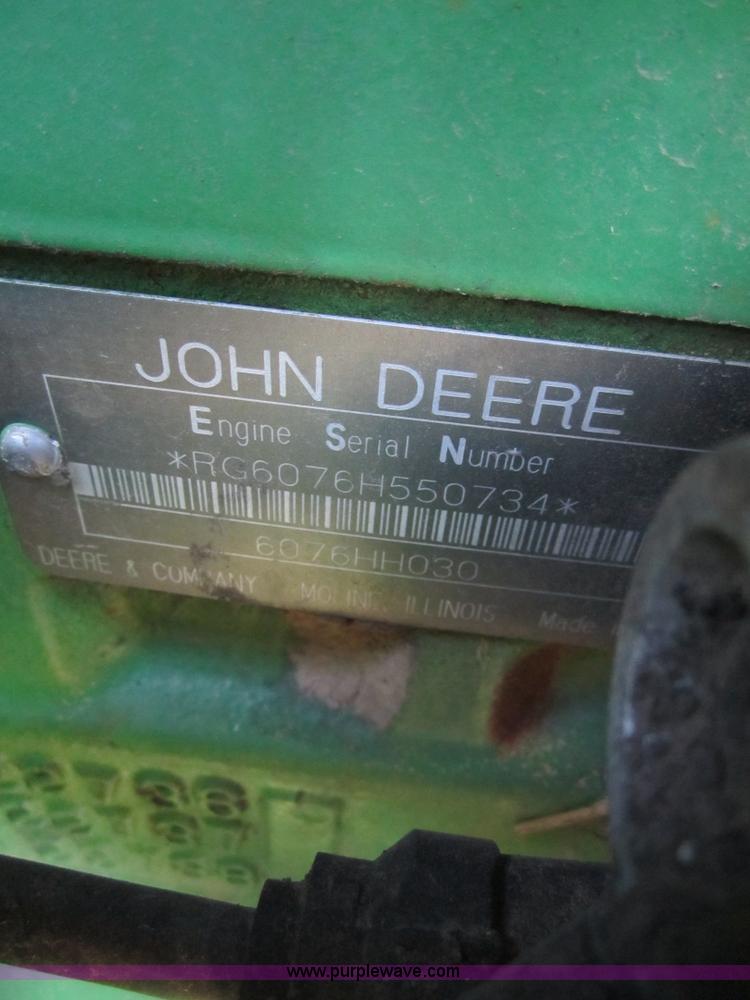 JOHN DEERE
Engine Serial Number
*RG6076H550734*
6076HH030
DEERE & COMPANY MOLINE, ILLINOIS Made
www.purplewave.com